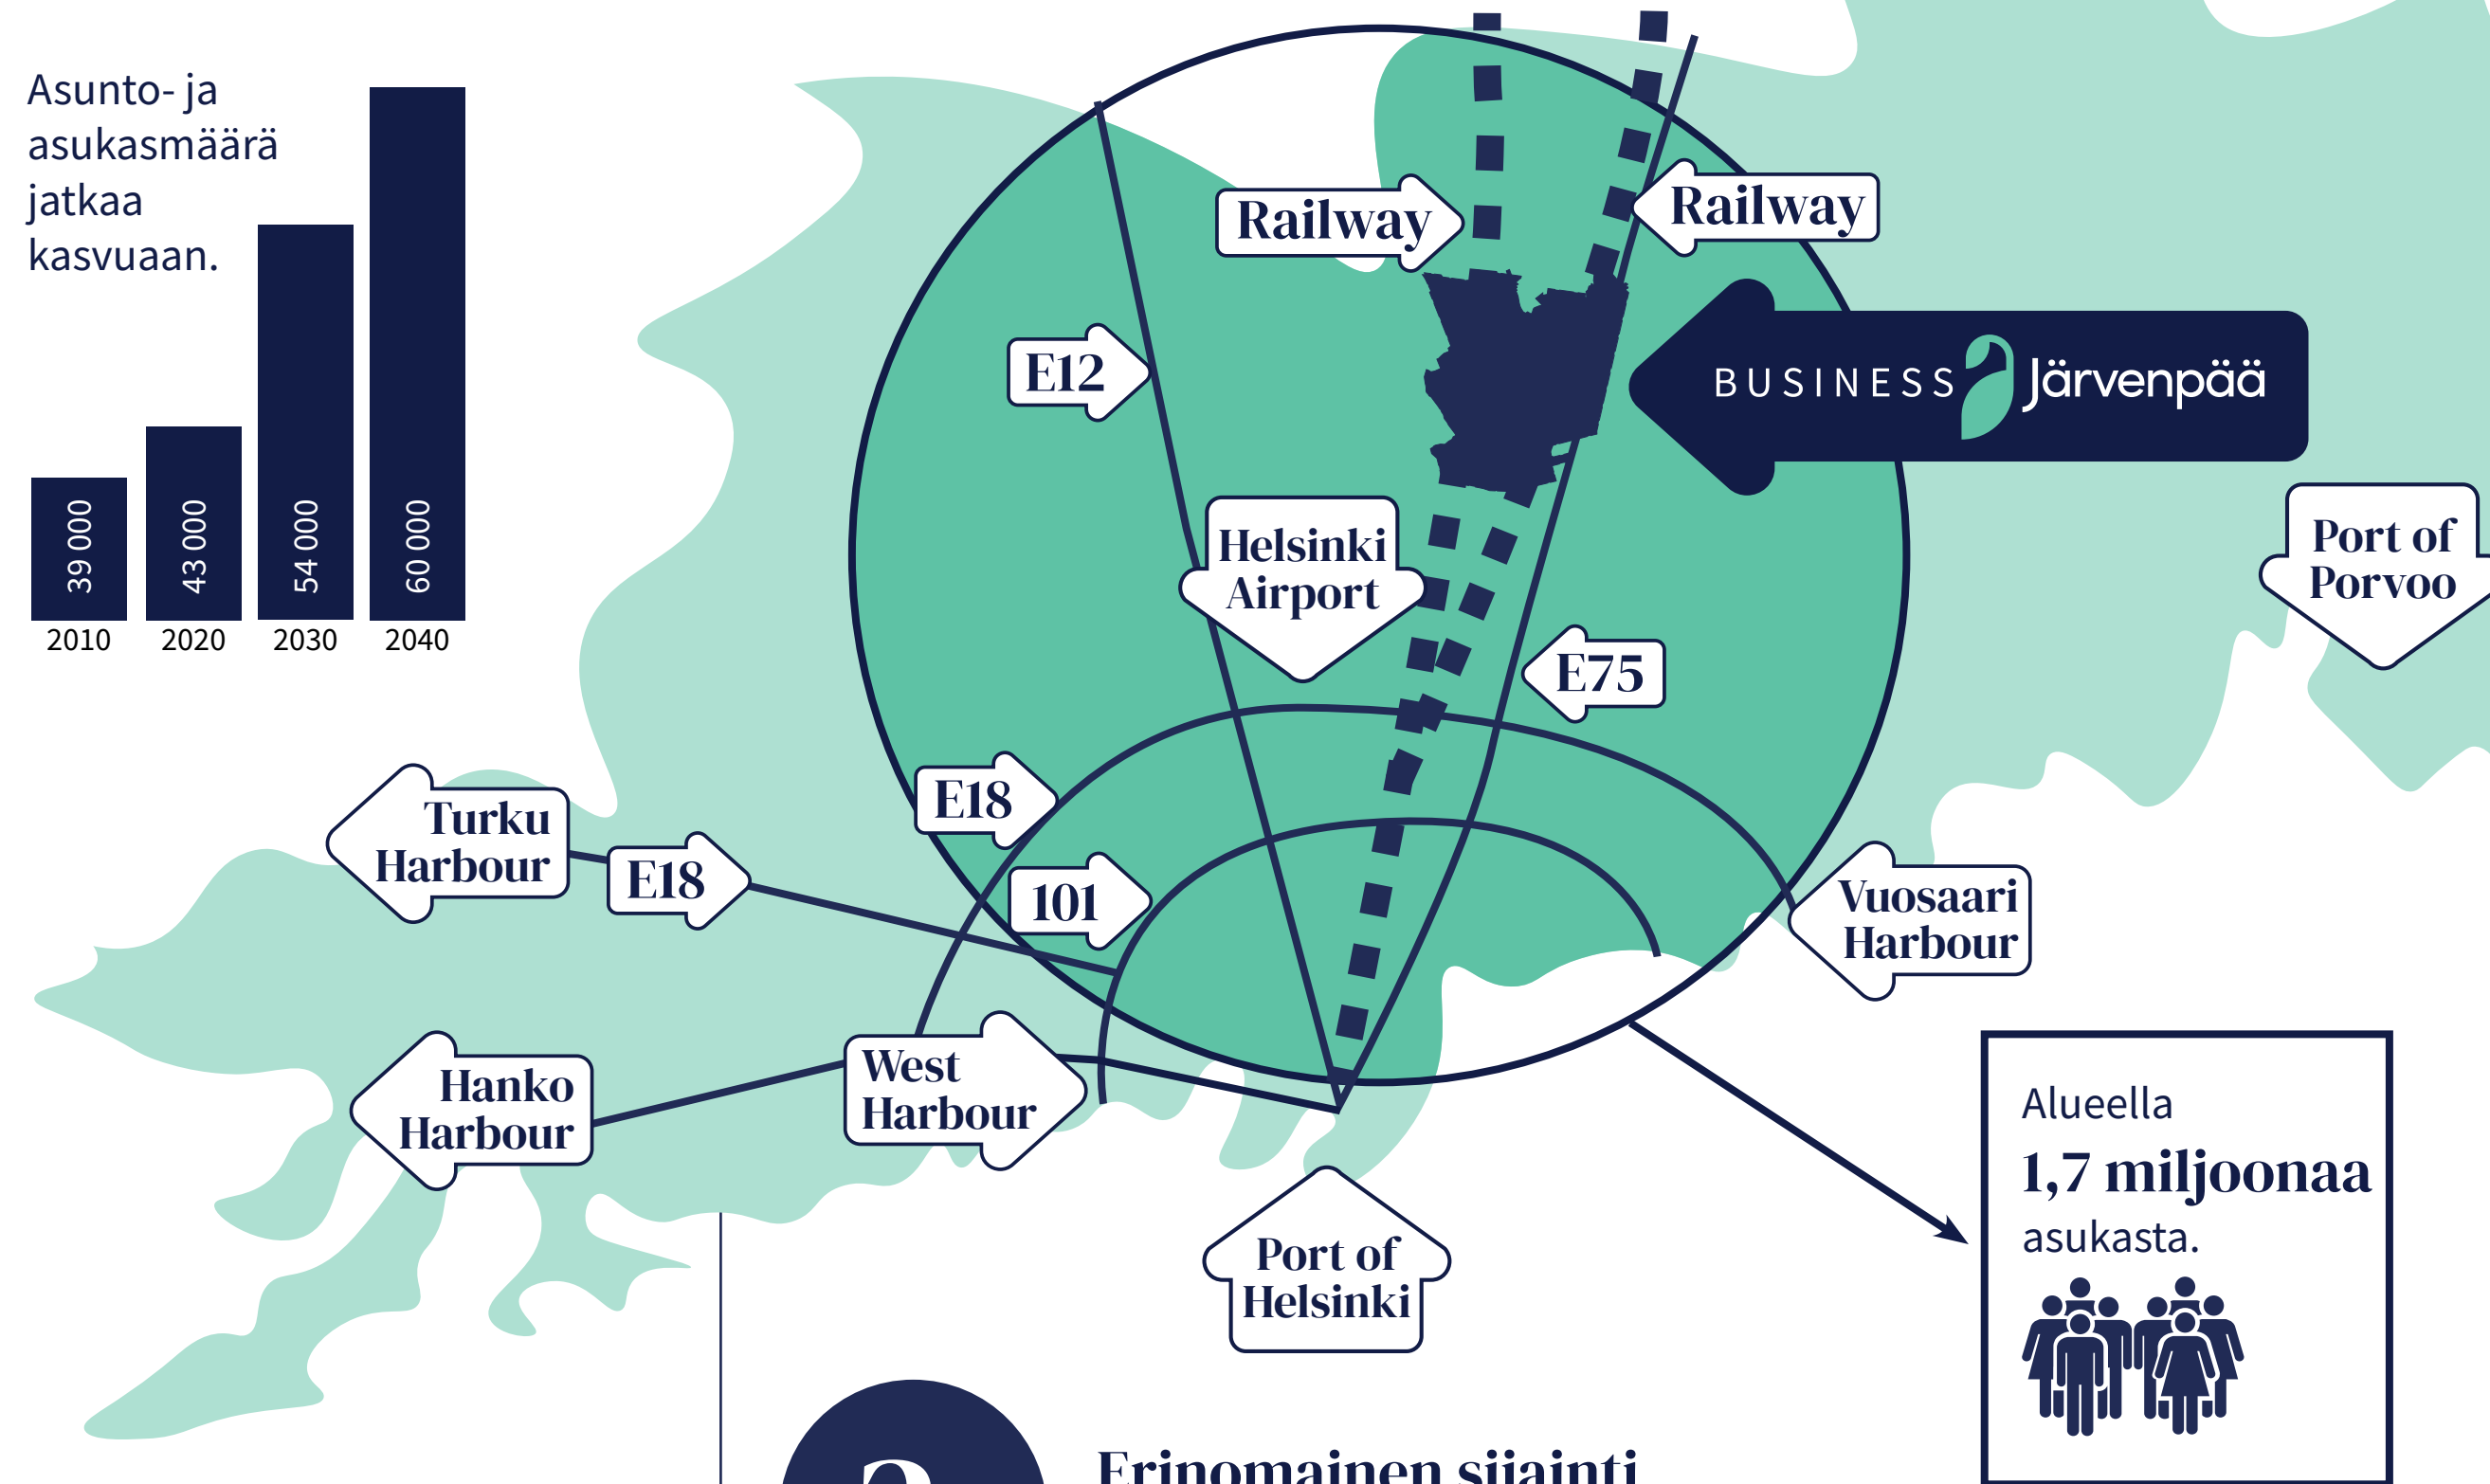 Asunto- ja
asukasmäärä
jatkaa
kasvuaan.
39 000
43 000
54 000
60 000
2010
2020
2030
2040
Railway
Railway
E12
BUSINESS Järvenpää
Helsinki
Airport
Port of
Porvoo
E75
E18
Turku
Harbour
E18
101
Vuosaari
Harbour
West
Harbour
Hanko
Harbour
Port of
Helsinki
Alueella
1,7 miljoonaa
asukasta.
Erinomainen sijainti